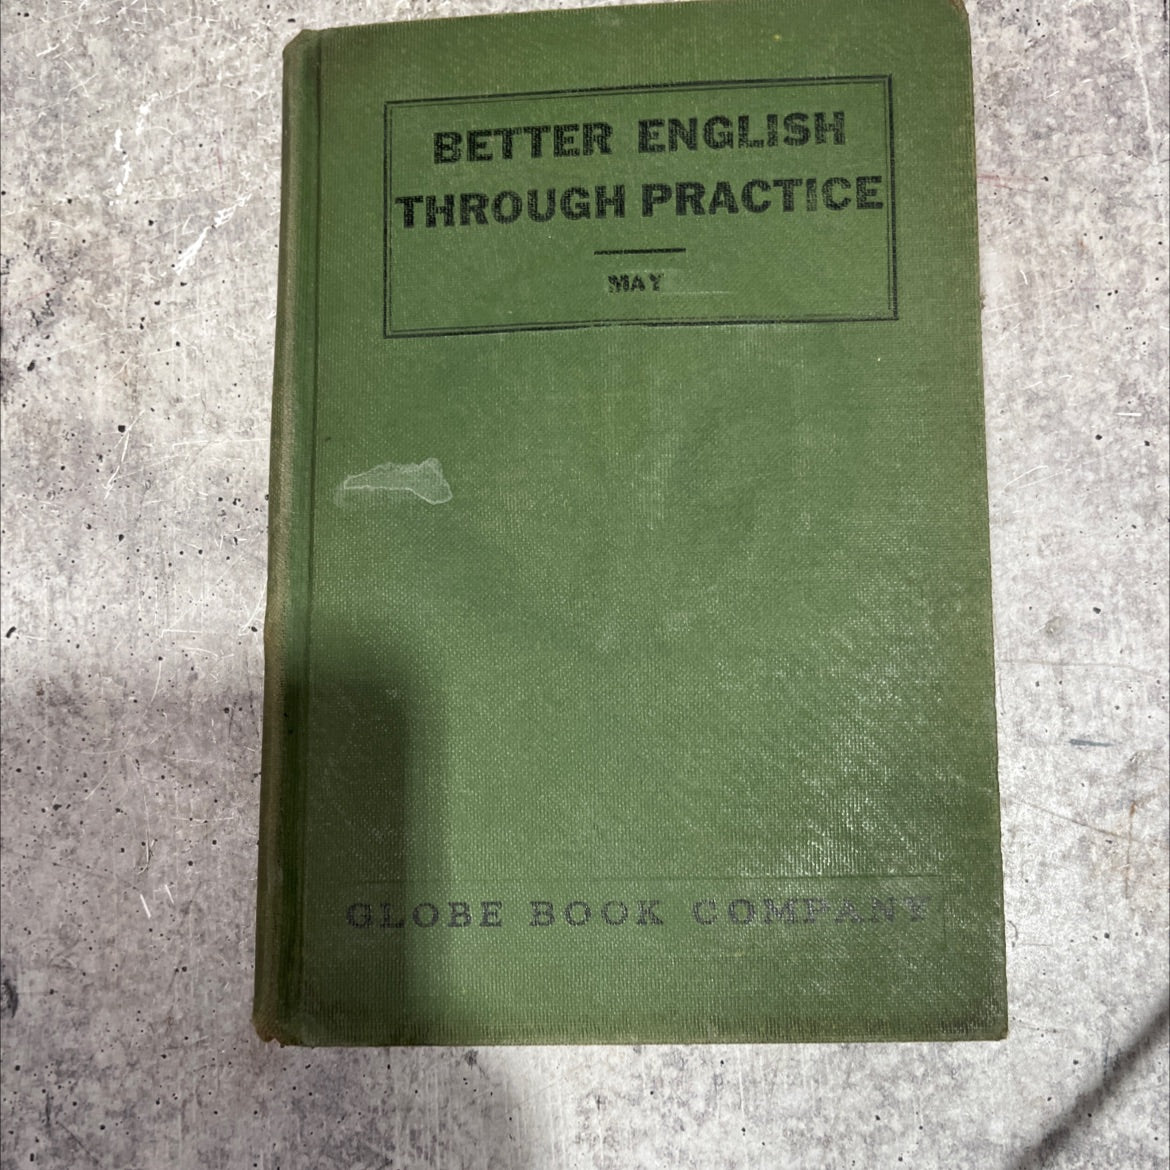 BETTER ENGLISH
THROUGH PRACTICE
MAY
GLOBE BOOK COMPANY